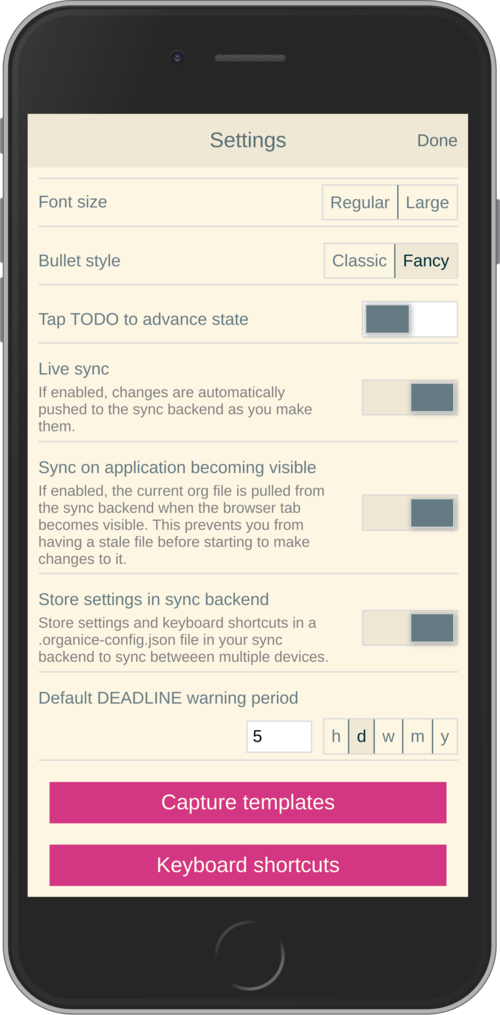 Settings Done
Font size Regular Large
Bullet style Classic Fancy
Tap TODO to advance state
Live sync
If enabled, changes are automatically
pushed to the sync backend as you make
them.
Sync on application becoming visible
If enabled, the current org file is pulled from
the sync backend when the browser tab
becomes visible. This prevents you from
having a stale file before starting to make
changes to it.
Store settings in sync backend
Store settings and keyboard shortcuts in a
.organice-config.json file in your sync
backend to sync betweeen multiple devices.
Default DEADLINE warning period
5 h d w m y
Capture templates
Keyboard shortcuts